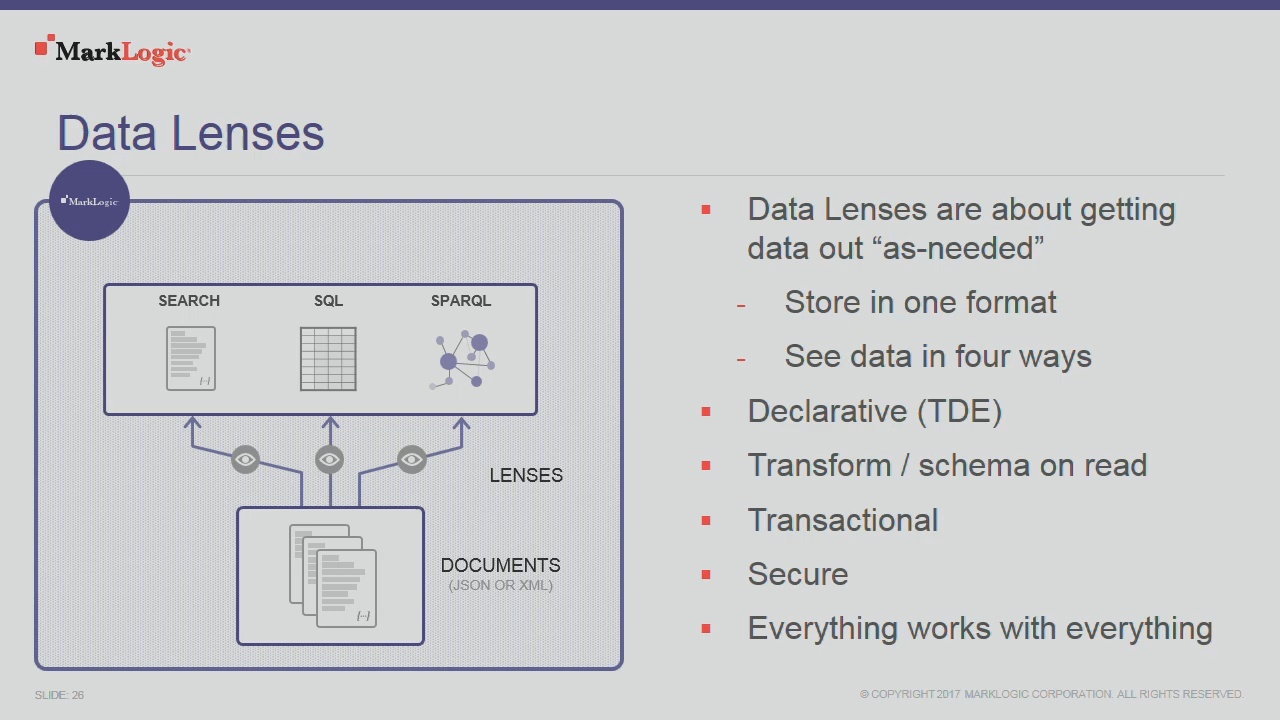 MarkLogic
Data Lenses
MarkLogic
SEARCH SQL SPARQL
{···}
LENSES
DOCUMENTS
(JSON OR XML)
{···}
Data Lenses are about getting
data out “as-needed”
- Store in one format
- See data in four ways
Declarative (TDE)
Transform / schema on read
Transactional
Secure
Everything works with everything
SLIDE: 26
© COPYRIGHT 2017 MARKLOGIC CORPORATION. ALL RIGHTS RESERVED.